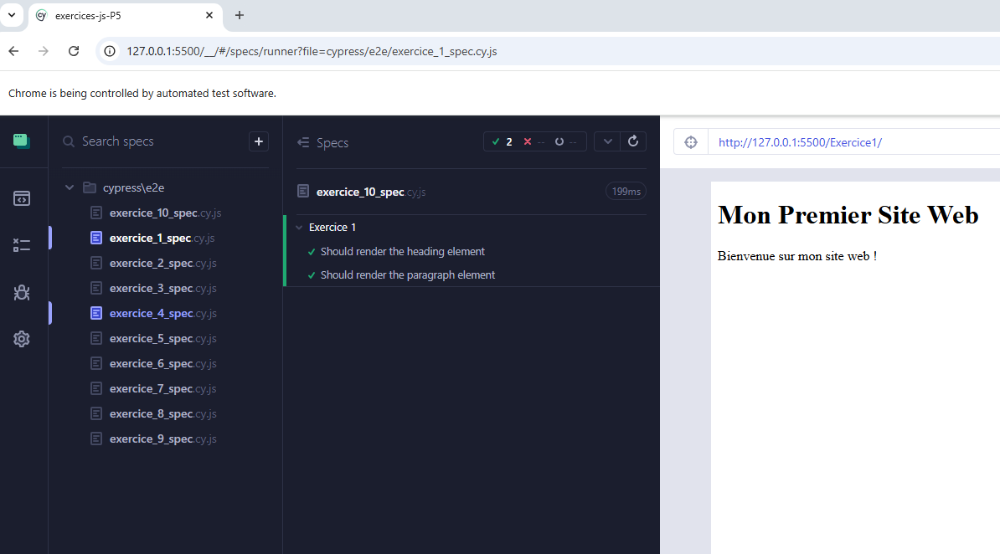 exercices-js-P5
127.0.0.1:5500/__/#/specs/runner?file=cypress/e2e/exercice_1_spec.cy.js
Chrome is being controlled by automated test software.
Search specs
cypress\e2e
exercice_10_spec.cy.js
exercice_1_spec.cy.js
exercice_2_spec.cy.js
exercice_3_spec.cy.js
exercice_4_spec.cy.js
exercice_5_spec.cy.js
exercice_6_spec.cy.js
exercice_7_spec.cy.js
exercice_8_spec.cy.js
exercice_9_spec.cy.js
Specs
2 -- --
exercice_10_spec.cy.js 199ms
Exercice 1
Should render the heading element
Should render the paragraph element
http://127.0.0.1:5500/Exercice1/
Mon Premier Site Web
Bienvenue sur mon site web !